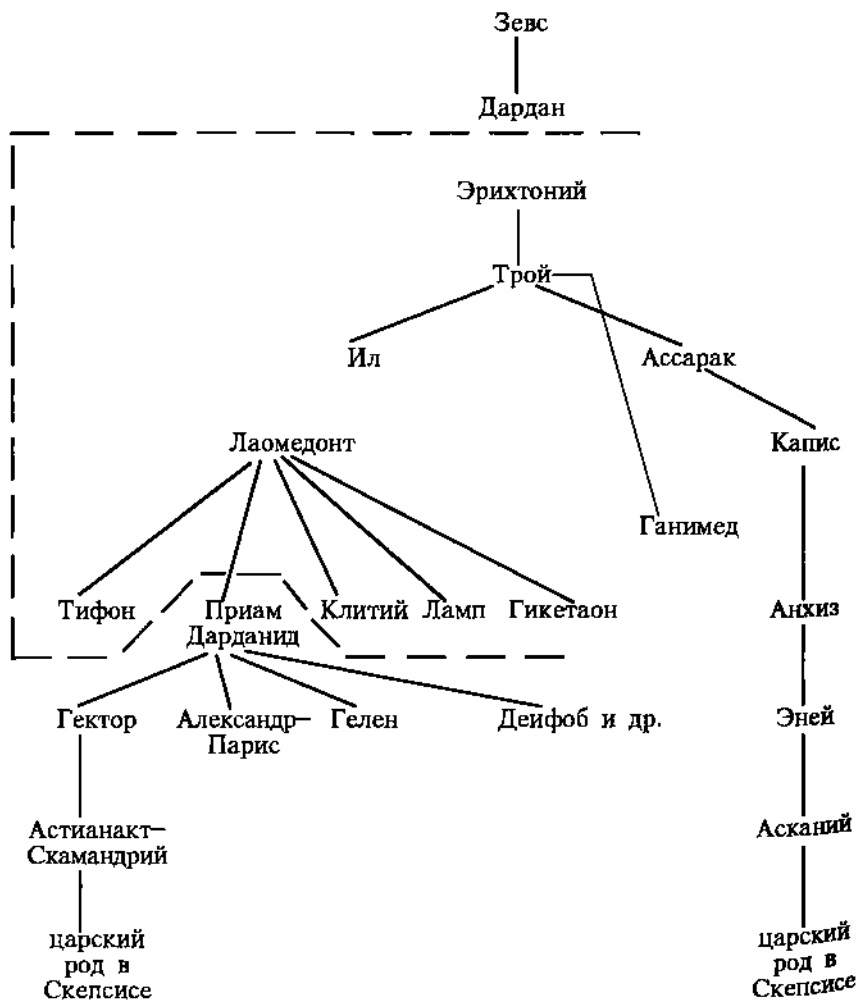 Зевс
Дардан
Эрихтоний
Трой
Ил
Ассарак
Лаомедонт
Капис
Ганимед
Тифон
Приам
Дарданид
Клитий
Ламп
Гикетаон
Анхиз
Гектор
Александр–
Парис
Гелен
Деифоб и др.
Эней
Астианакт–
Скамандрий
Асканий
царский
род в
Скепсисе
царский
род в
Скепсисе